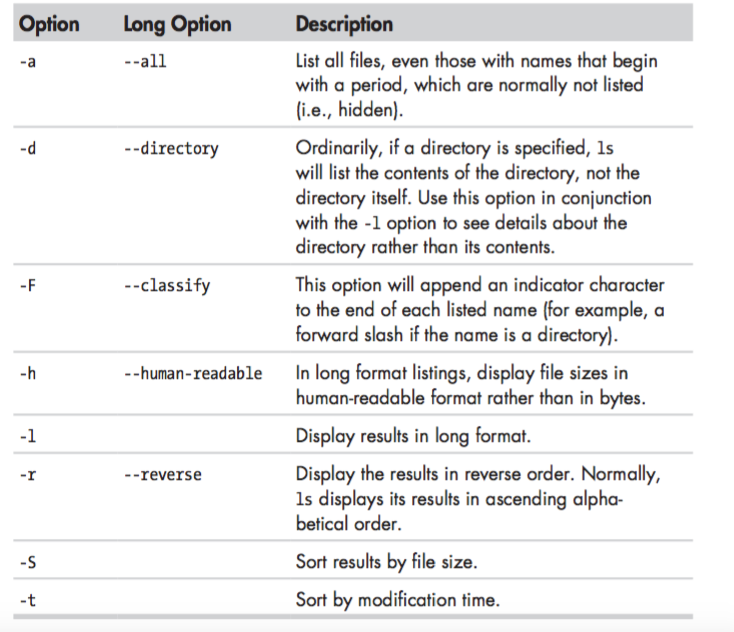 Option Long Option Description
-a --all List all files, even those with names that begin
with a period, which are normally not listed
(i.e., hidden).
-d --directory Ordinarily, if a directory is specified, ls
will list the contents of the directory, not the
directory itself. Use this option in conjunction
with the -l option to see details about the
directory rather than its contents.
-F --classify This option will append an indicator character
to the end of each listed name (for example, a
forward slash if the name is a directory).
-h --human-readable In long format listings, display file sizes in
human-readable format rather than in bytes.
-l Display results in long format.
-r --reverse Display the results in reverse order. Normally,
ls displays its results in ascending alpha-
betical order.
-S Sort results by file size.
-t Sort by modification time.